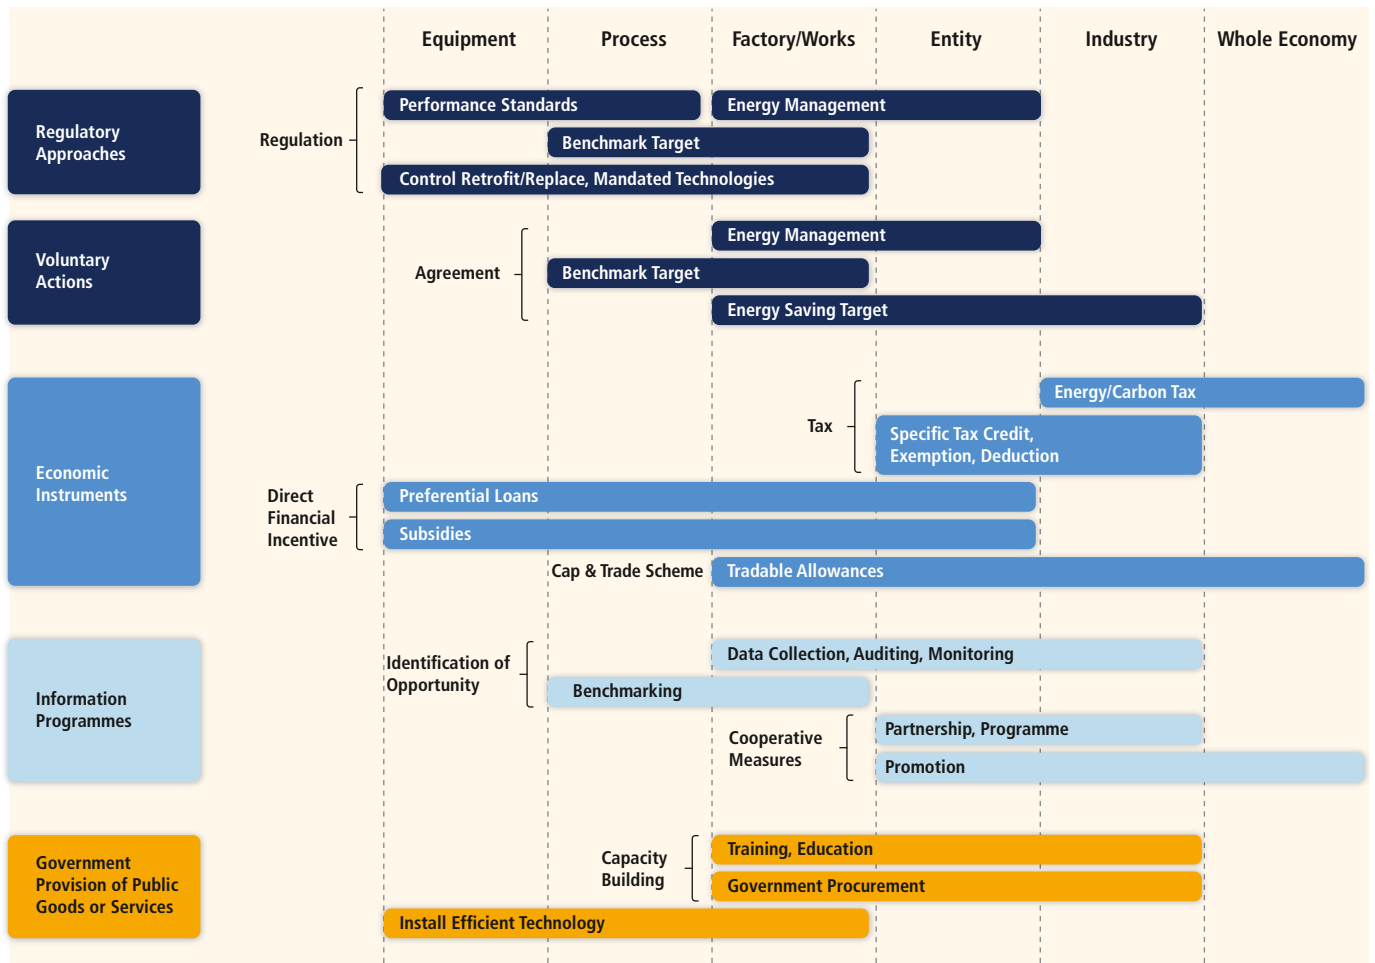 Equipment
Process
Factory/Works
Entity
Industry
Whole Economy
Regulatory
Approaches
Regulation
Performance Standards
Energy Management
Benchmark Target
Control Retrofit/Replace, Mandated Technologies
Voluntary
Actions
Agreement
Energy Management
Benchmark Target
Energy Saving Target
Economic
Instruments
Tax
Energy/Carbon Tax
Specific Tax Credit,
Exemption, Deduction
Direct
Financial
Incentive
Preferential Loans
Subsidies
Cap & Trade Scheme
Tradable Allowances
Information
Programmes
Identification of
Opportunity
Data Collection, Auditing, Monitoring
Benchmarking
Cooperative
Measures
Partnership, Programme
Promotion
Government
Provision of Public
Goods or Services
Capacity
Building
Training, Education
Government Procurement
Install Efficient Technology